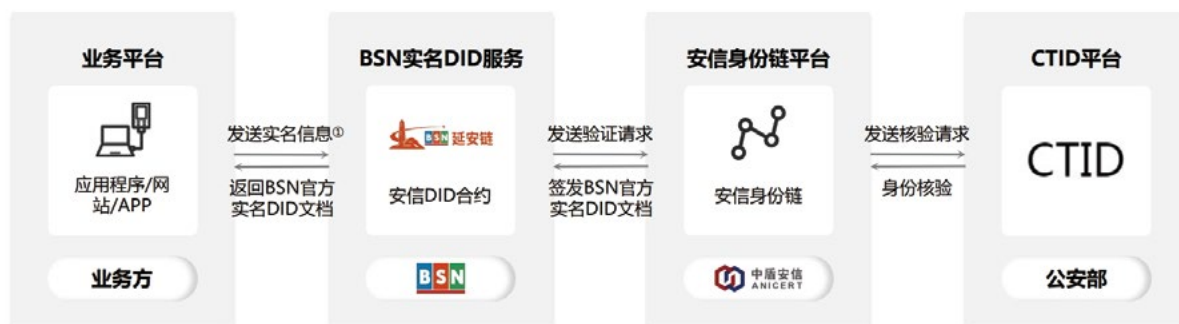 业务平台
应用程序/网
站/APP
业务方
发送实名信息①
返回BSN官方
实名DID文档
BSN实名DID服务
BSN 延安链
安信DID合约
BSN
发送验证请求
签发BSN官方
实名DID文档
安信身份链平台
安信身份链
中盾安信
ANICERT
发送核验请求
身份核验
CTID平台
CTID
公安部